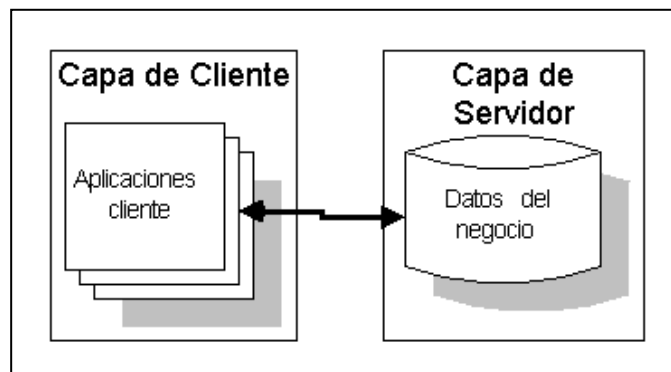 Capa de Cliente
Aplicaciones
cliente
Capa de
Servidor
Datos del
negocio